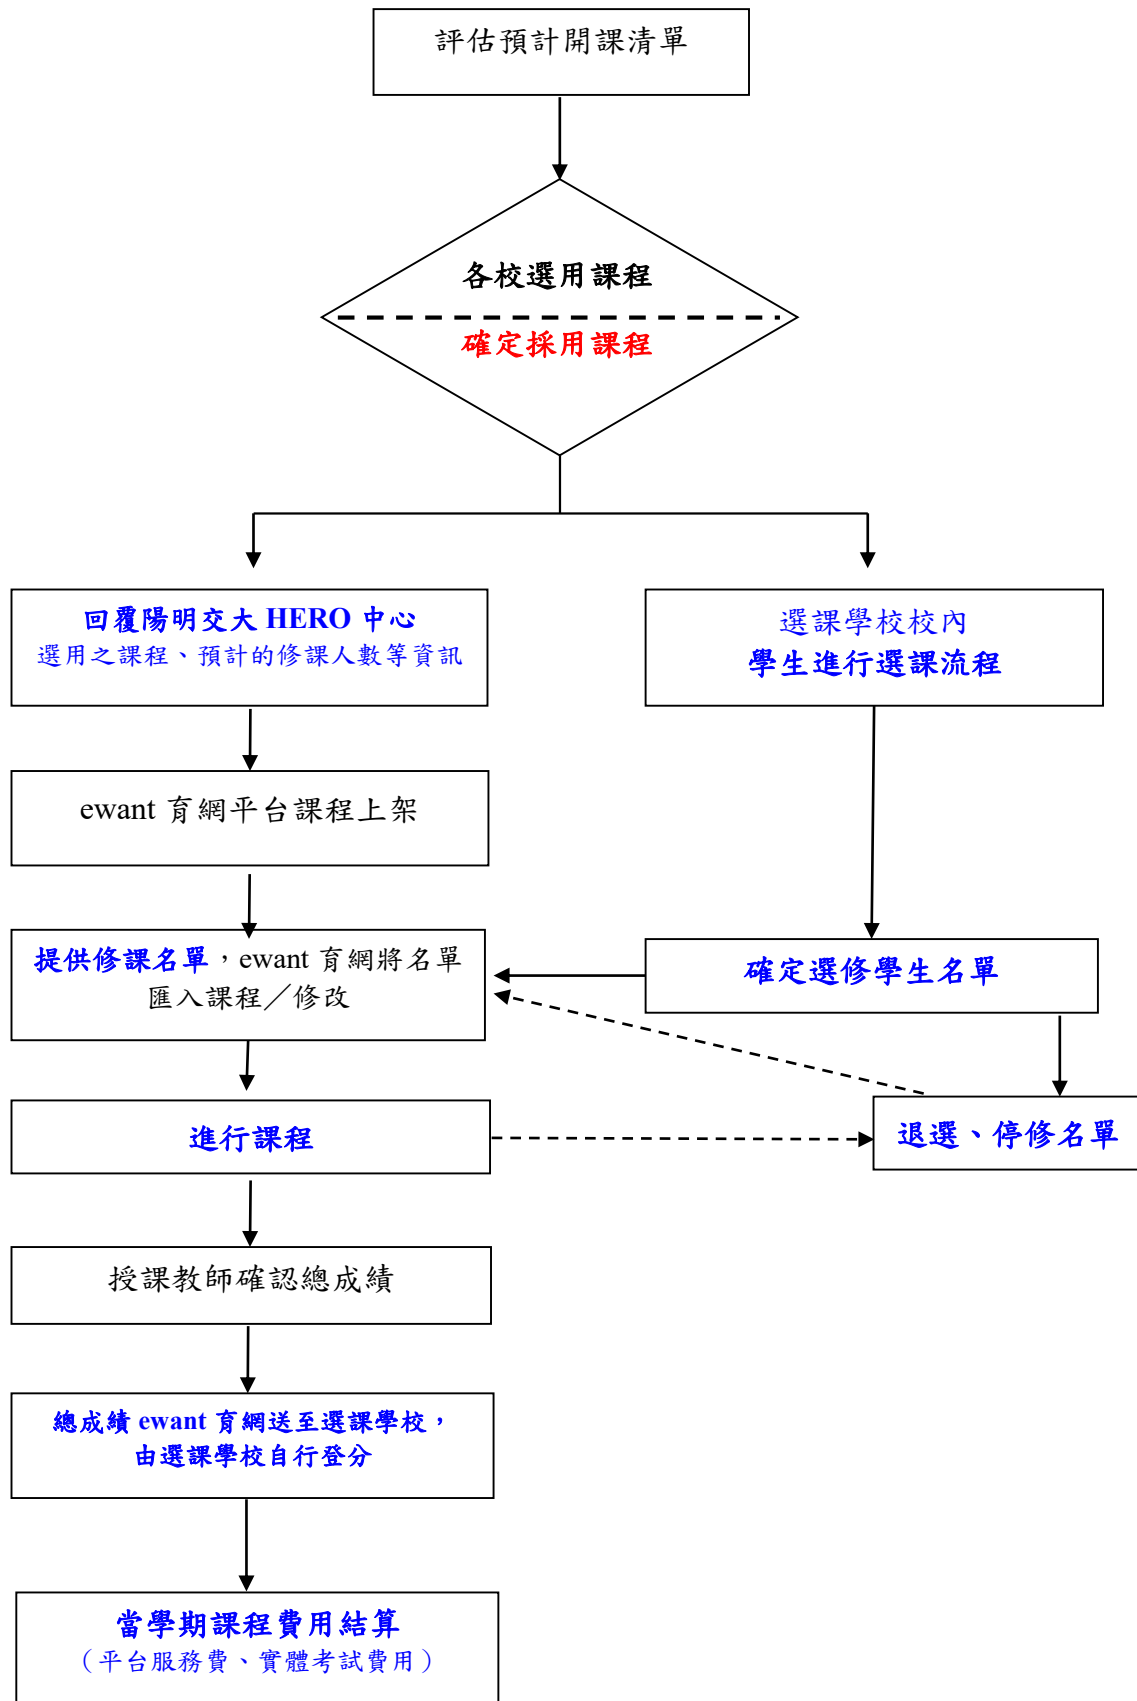 評估預計開課清單
各校選用課程
確定採用課程
回覆陽明交大 HERO 中心
選用之課程、預計的修課人數等資訊
選課學校校內
學生進行選課流程
ewant 育網平台課程上架
提供修課名單，ewant 育網將名單
匯入課程／修改
確定選修學生名單
進行課程
退選、停修名單
授課教師確認總成績
總成績 ewant 育網送至選課學校，
由選課學校自行登分
當學期課程費用結算
（平台服務費、實體考試費用）